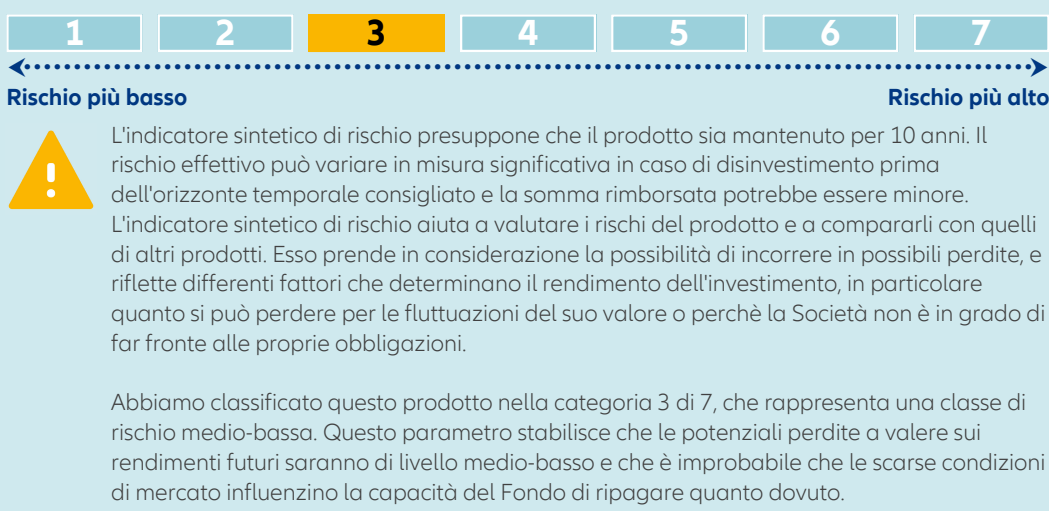 1 2 3 4 5 6 7
Rischio più basso Rischio più alto
L'indicatore sintetico di rischio presuppone che il prodotto sia mantenuto per 10 anni. Il
rischio effettivo può variare in misura significativa in caso di disinvestimento prima
dell'orizzonte temporale consigliato e la somma rimborsata potrebbe essere minore.
L'indicatore sintetico di rischio aiuta a valutare i rischi del prodotto e a compararli con quelli
di altri prodotti. Esso prende in considerazione la possibilità di incorrere in possibili perdite, e
riflette differenti fattori che determinano il rendimento dell'investimento, in particolare
quanto si può perdere per le fluttuazioni del suo valore o perchè la Società non è in grado di
far fronte alle proprie obbligazioni.
Abbiamo classificato questo prodotto nella categoria 3 di 7, che rappresenta una classe di
rischio medio-bassa. Questo parametro stabilisce che le potenziali perdite a valere sui
rendimenti futuri saranno di livello medio-basso e che è improbabile che le scarse condizioni
di mercato influenzino la capacità del Fondo di ripagare quanto dovuto.